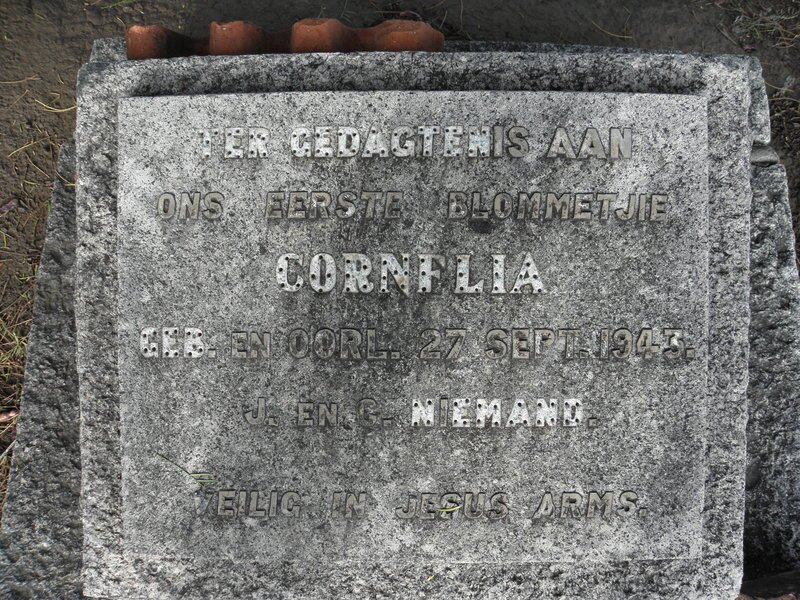 TER GEDAGTENIS AAN
ONS EERSTE BLOMMETJIE
CORNELIA
GEB. EN OORL. 27 SEPT. 1943.
J. EN C. NIEMAND.
VEILIG IN JESUS ARMS.